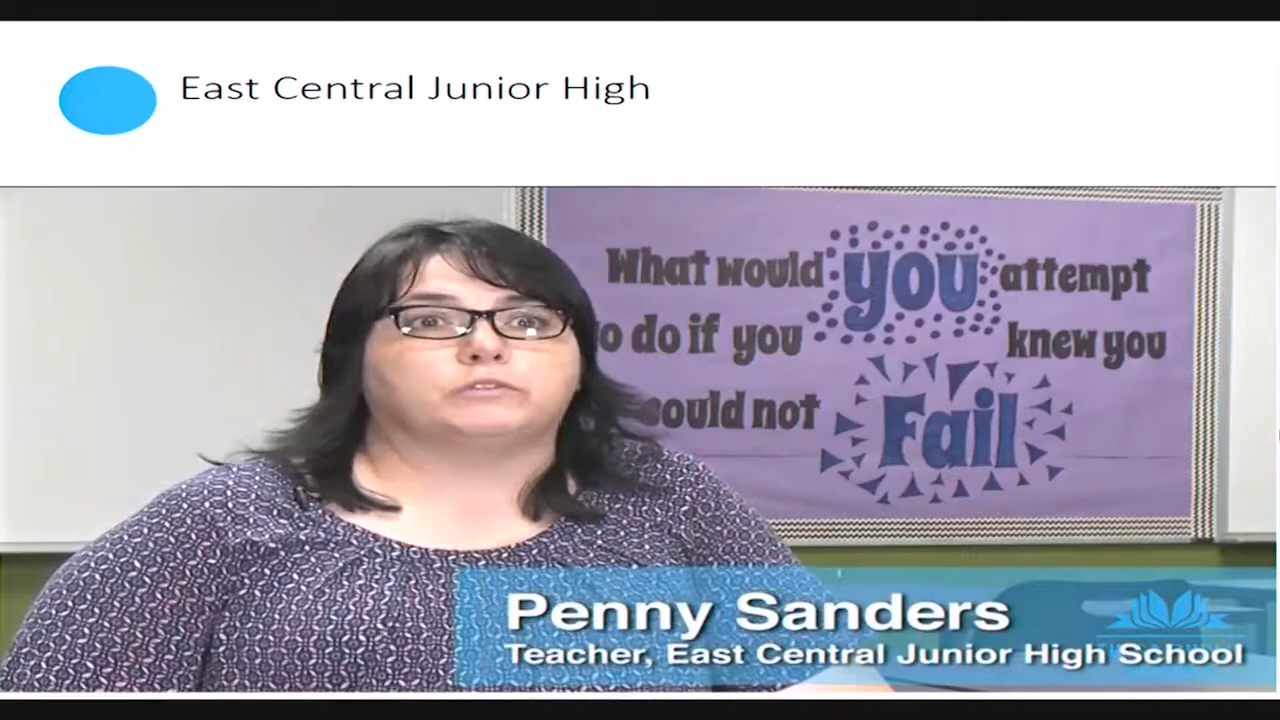 East Central Junior High
What would you attempt
to do if you knew you
could not Fail
Penny Sanders
Teacher, East Central Junior High School